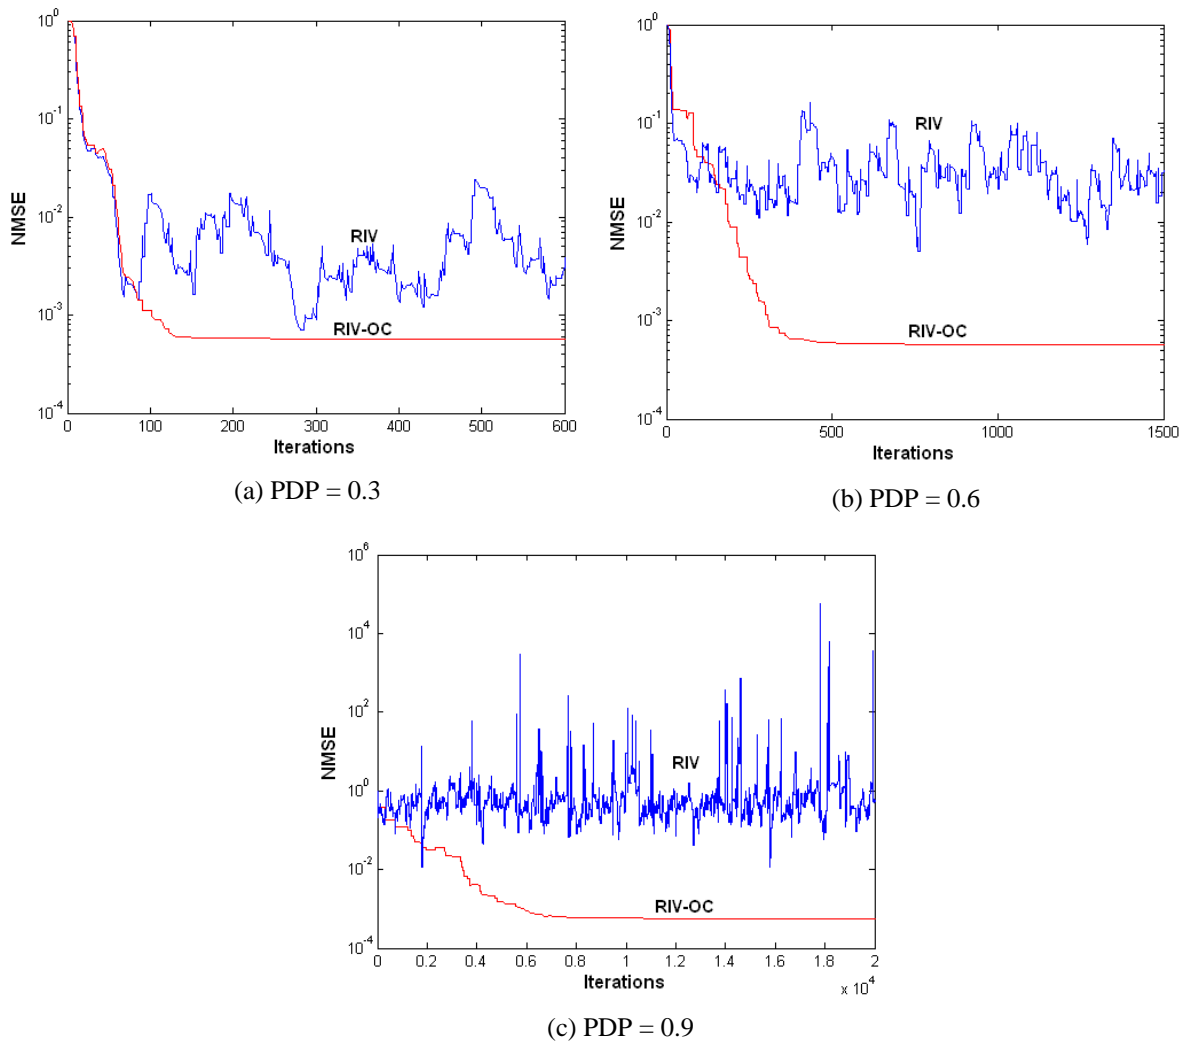 10^0
10^-1
10^-2
10^-3
10^-4
NMSE
RIV
RIV-OC
0 100 200 300 400 500 600
Iterations
(a) PDP = 0.3
10^0
10^-1
10^-2
10^-3
10^-4
NMSE
RIV
RIV-OC
0 500 1000 1500
Iterations
(b) PDP = 0.6
10^6
10^4
10^2
10^0
10^-2
10^-4
NMSE
RIV
RIV-OC
0 0.2 0.4 0.6 0.8 1 1.2 1.4 1.6 1.8 2
Iterations
x 10^4
(c) PDP = 0.9